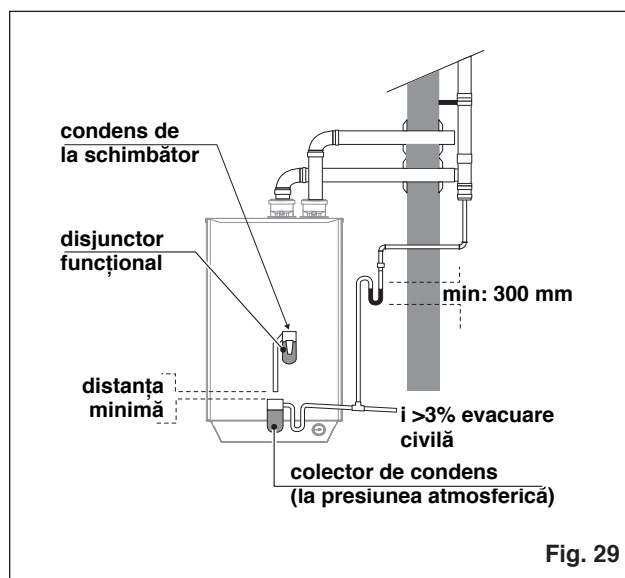 condens de
la schimbător
disjunctor
funcțional
min: 300 mm
distanța
minimă
i >3% evacuare
civilă
colector de condens
(la presiunea atmosferică)
Fig. 29